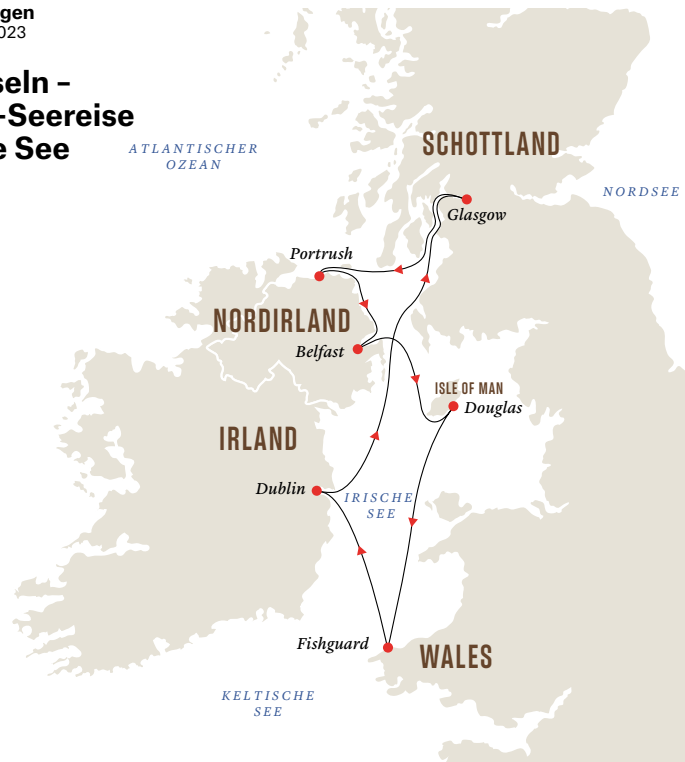 gen
023
seln –
-Seereise
e See
ATLANTISCHER
OZEAN
SCHOTTLAND
NORDSEE
Glasgow
Portrush
NORDIRLAND
Belfast
ISLE OF MAN
Douglas
IRLAND
Dublin
IRISCHE
SEE
Fishguard
WALES
KELTISCHE
SEE